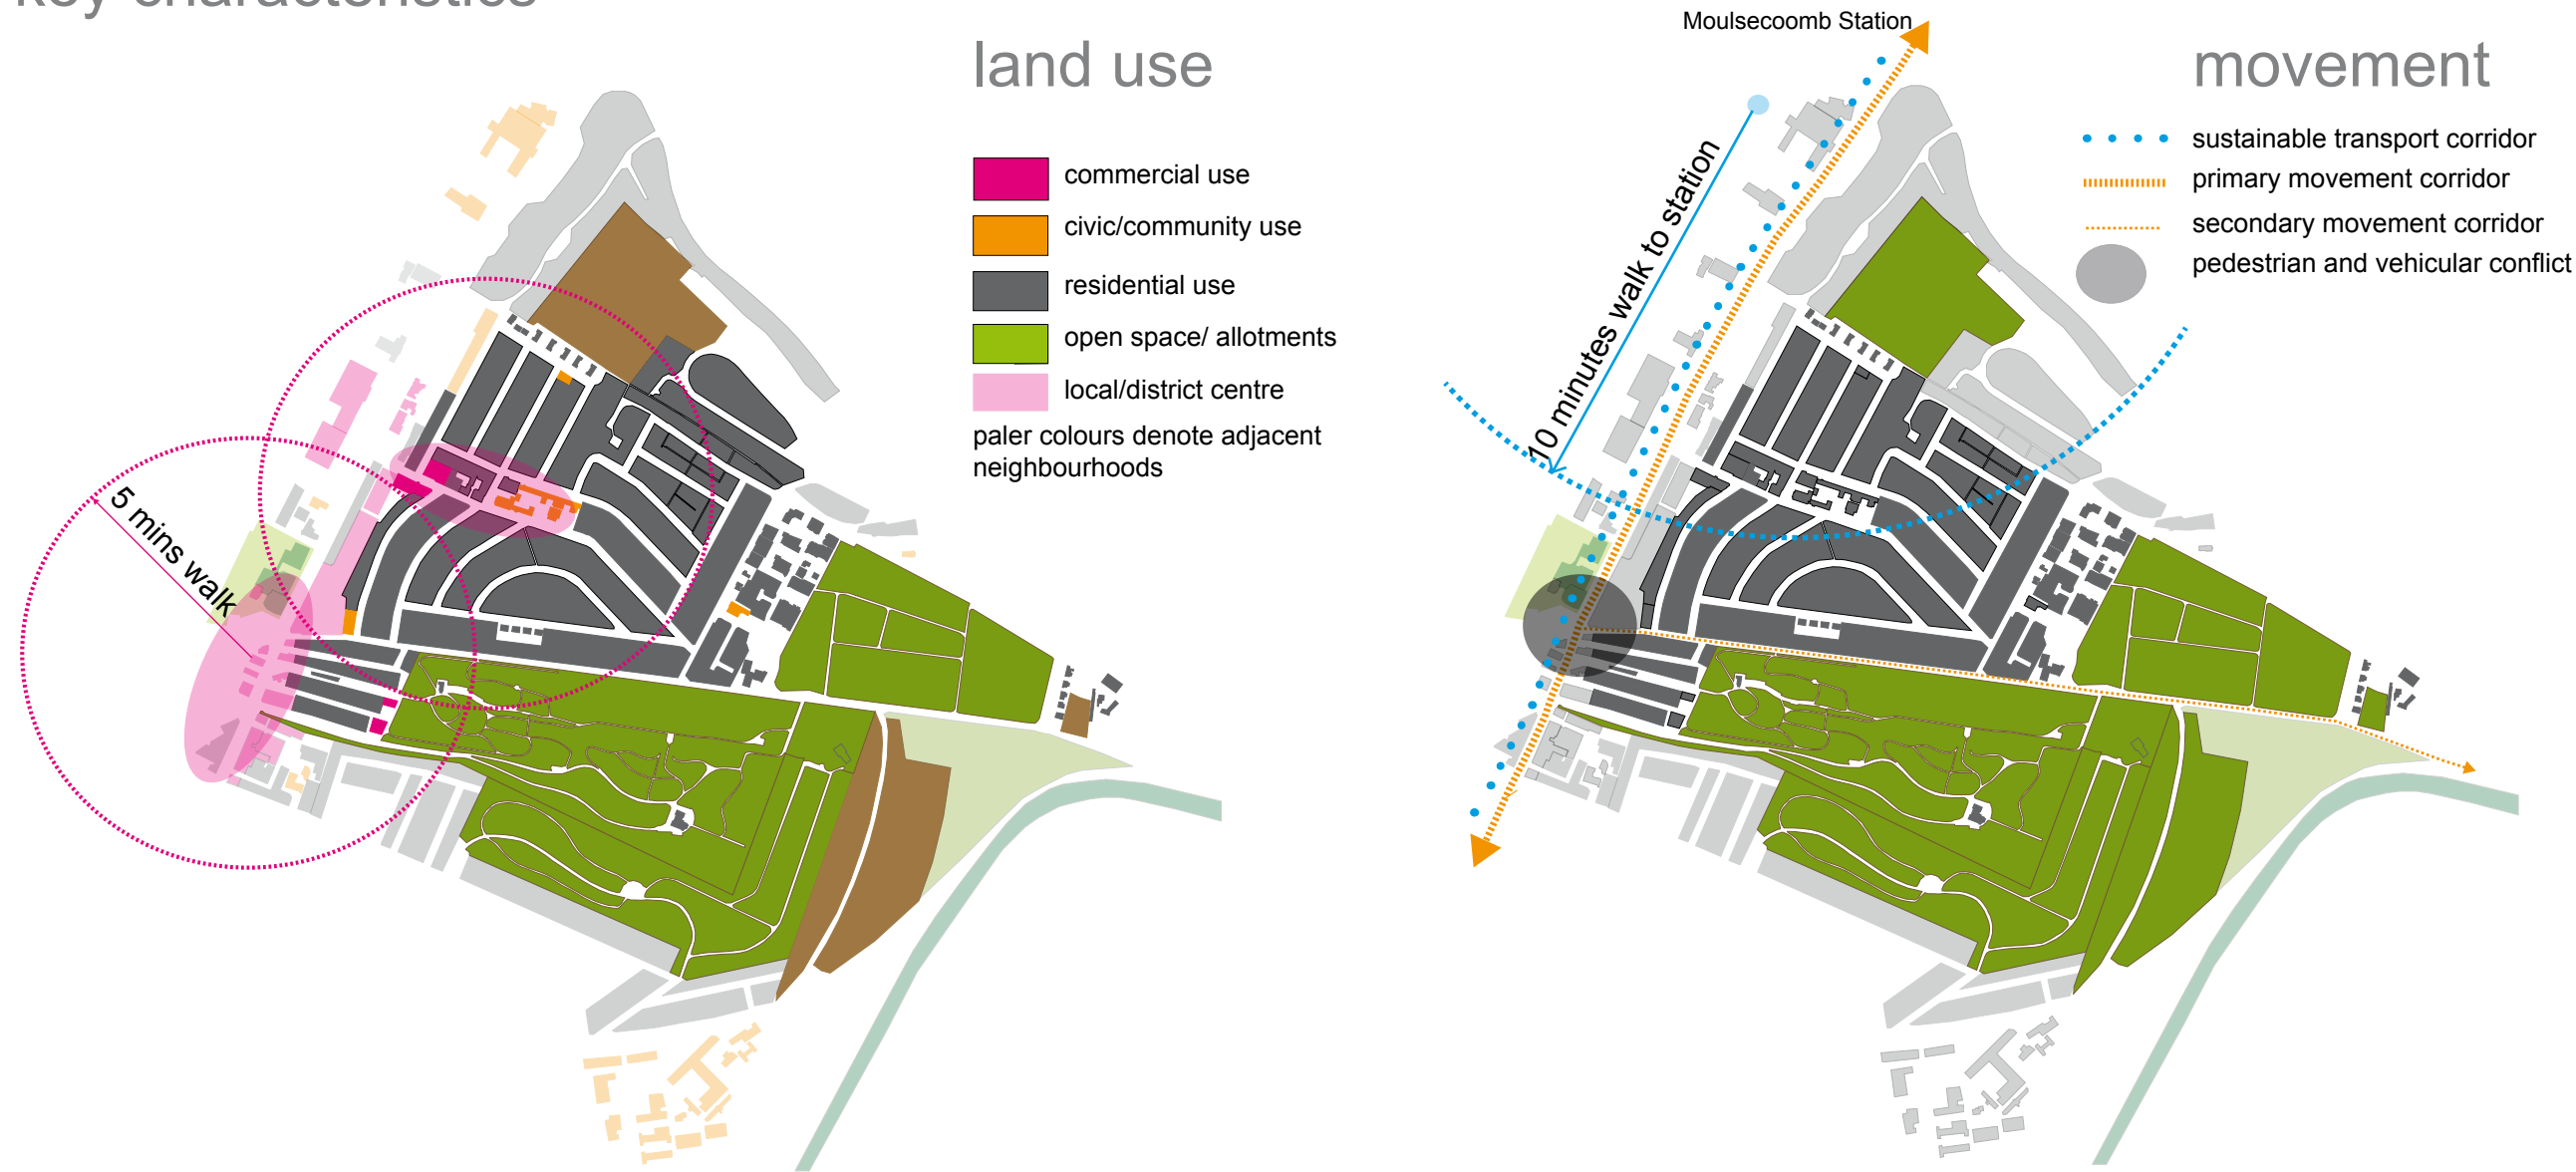 key characteristics
land use
commercial use
civic/community use
residential use
open space/ allotments
local/district centre
paler colours denote adjacent
neighbourhoods
5 mins walk
Moulsecoomb Station
movement
sustainable transport corridor
primary movement corridor
secondary movement corridor
pedestrian and vehicular conflict
10 minutes walk to station